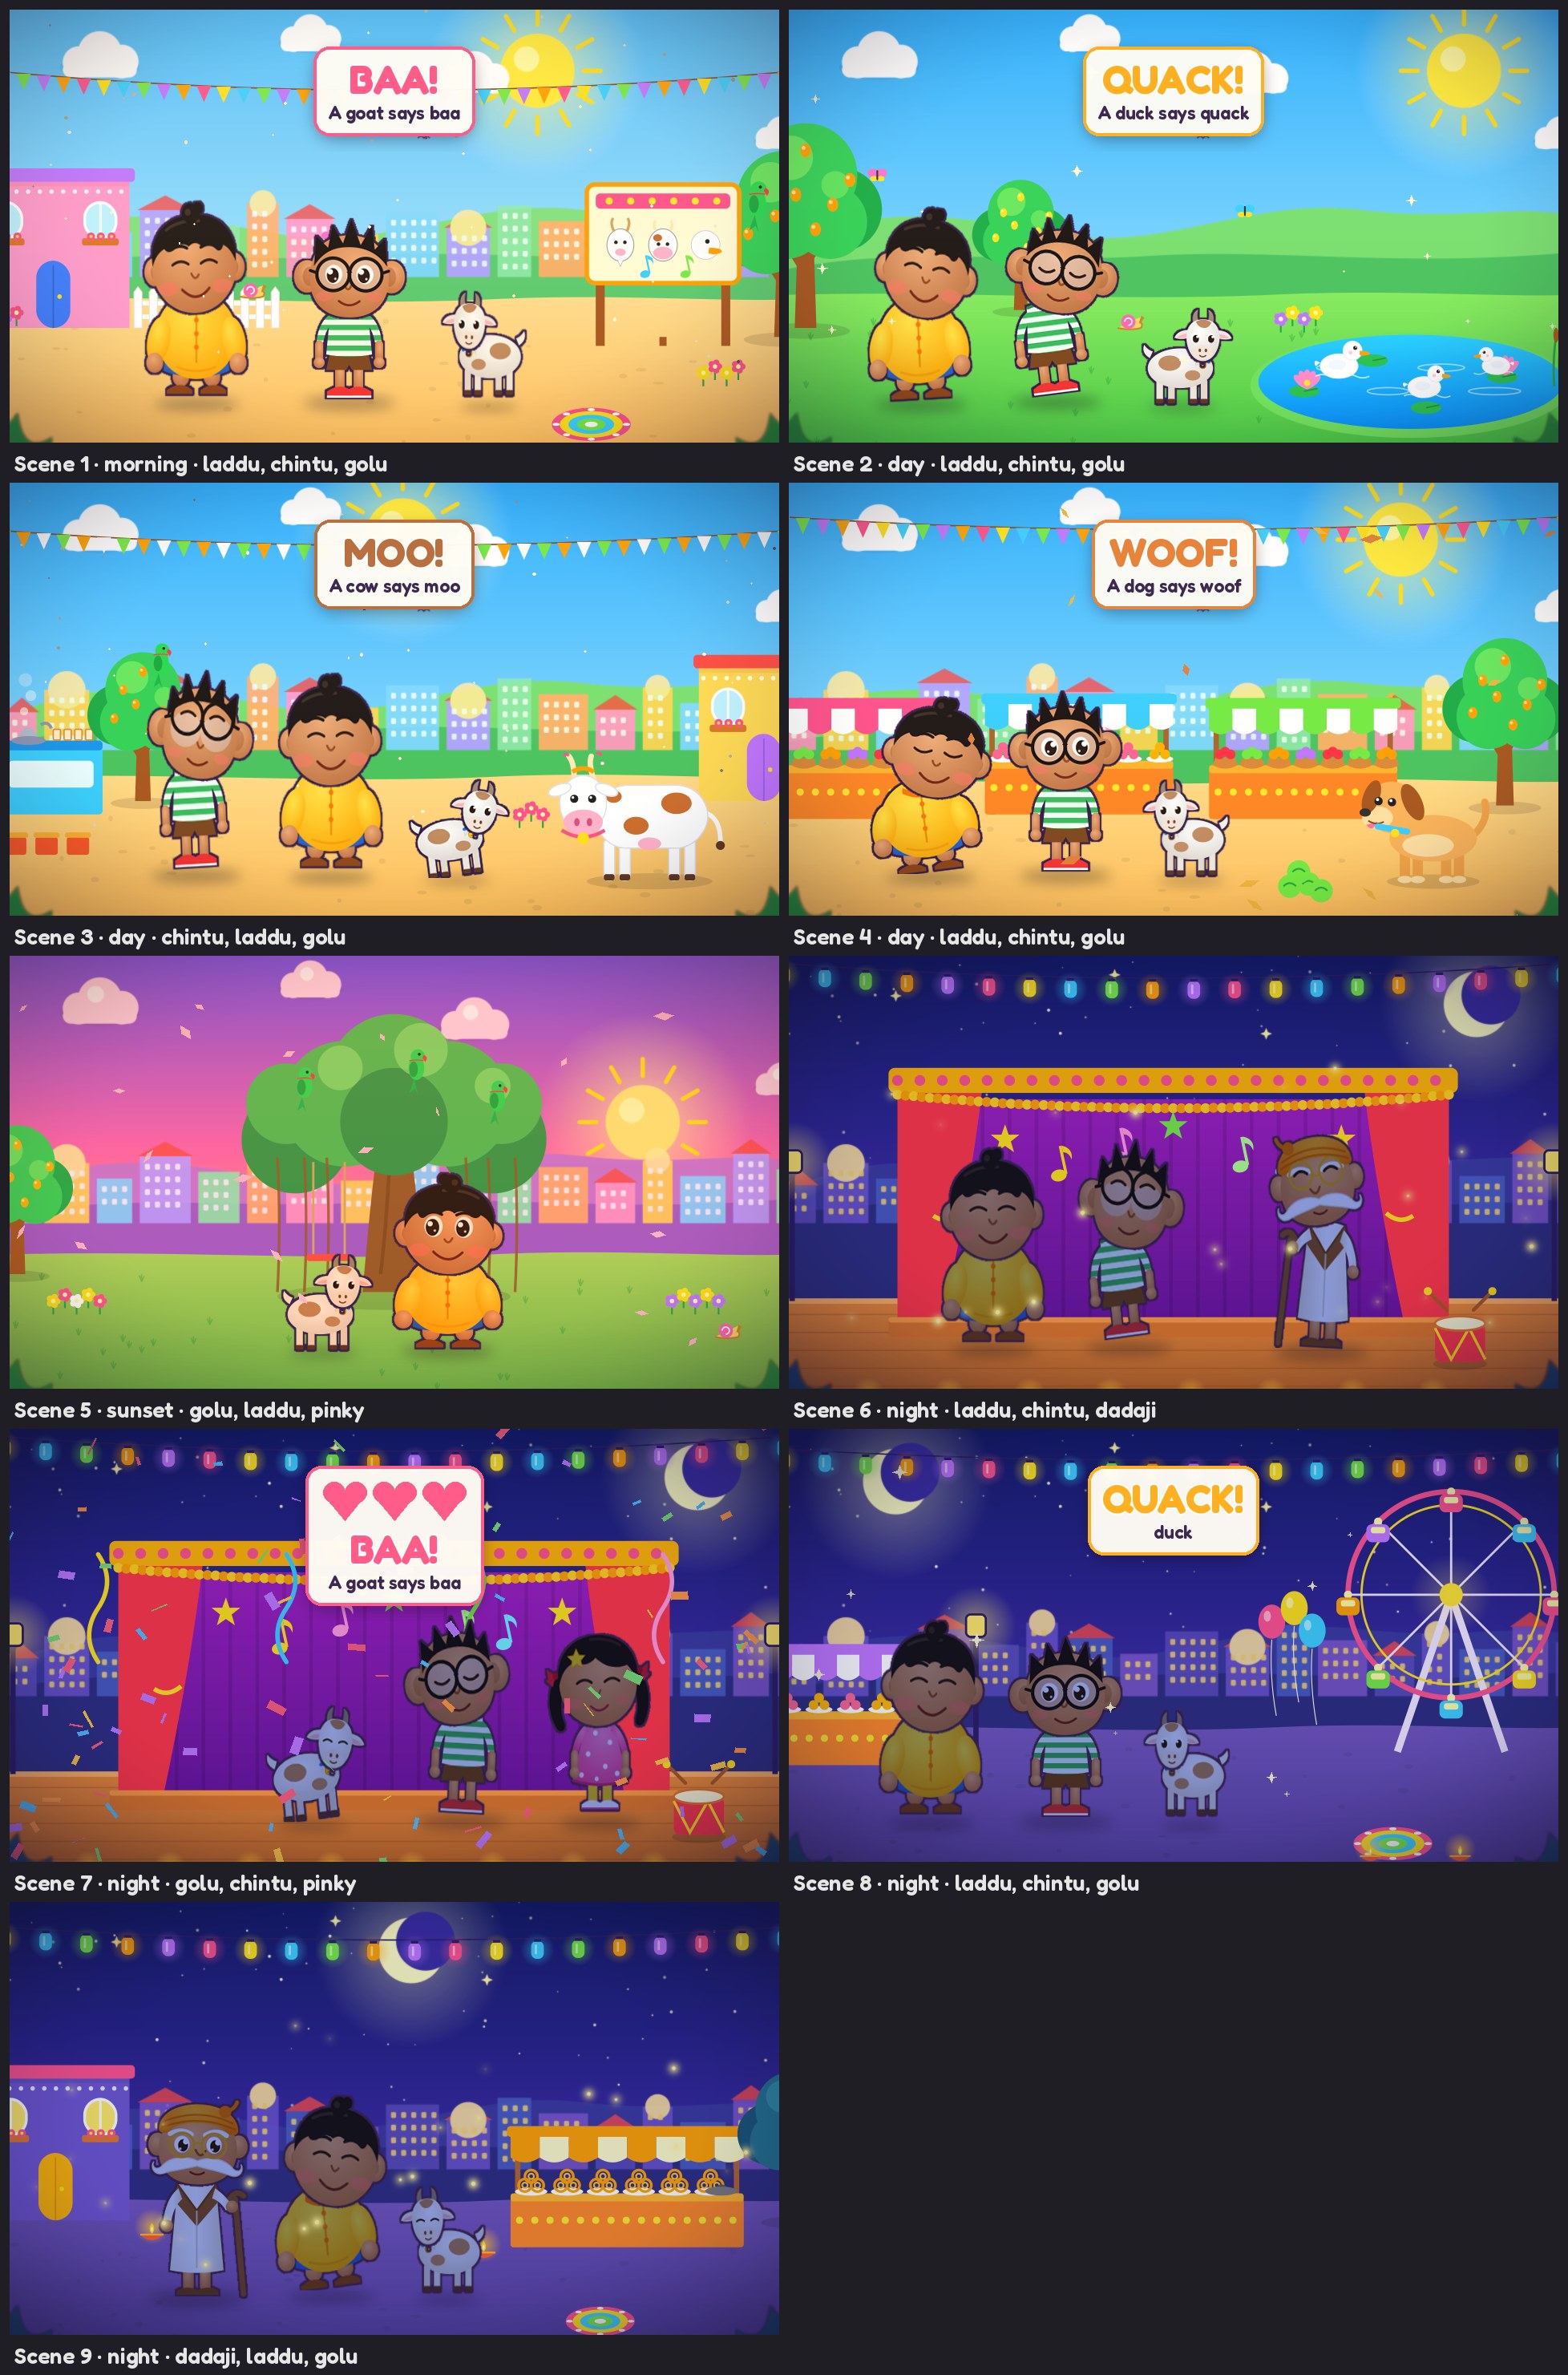 BAA!
A goat says baa
QUACK!
A duck says quack
Scene 1 · morning · laddu, chintu, golu
Scene 2 · day · laddu, chintu, golu
MOO!
A cow says moo
WOOF!
A dog says woof
Scene 3 · day · chintu, laddu, golu
Scene 4 · day · laddu, chintu, golu
Scene 5 · sunset · golu, laddu, pinky
Scene 6 · night · laddu, chintu, dadaji
BAA!
A goat says baa
QUACK!
duck
Scene 7 · night · golu, chintu, pinky
Scene 8 · night · laddu, chintu, golu
Scene 9 · night · dadaji, laddu, golu